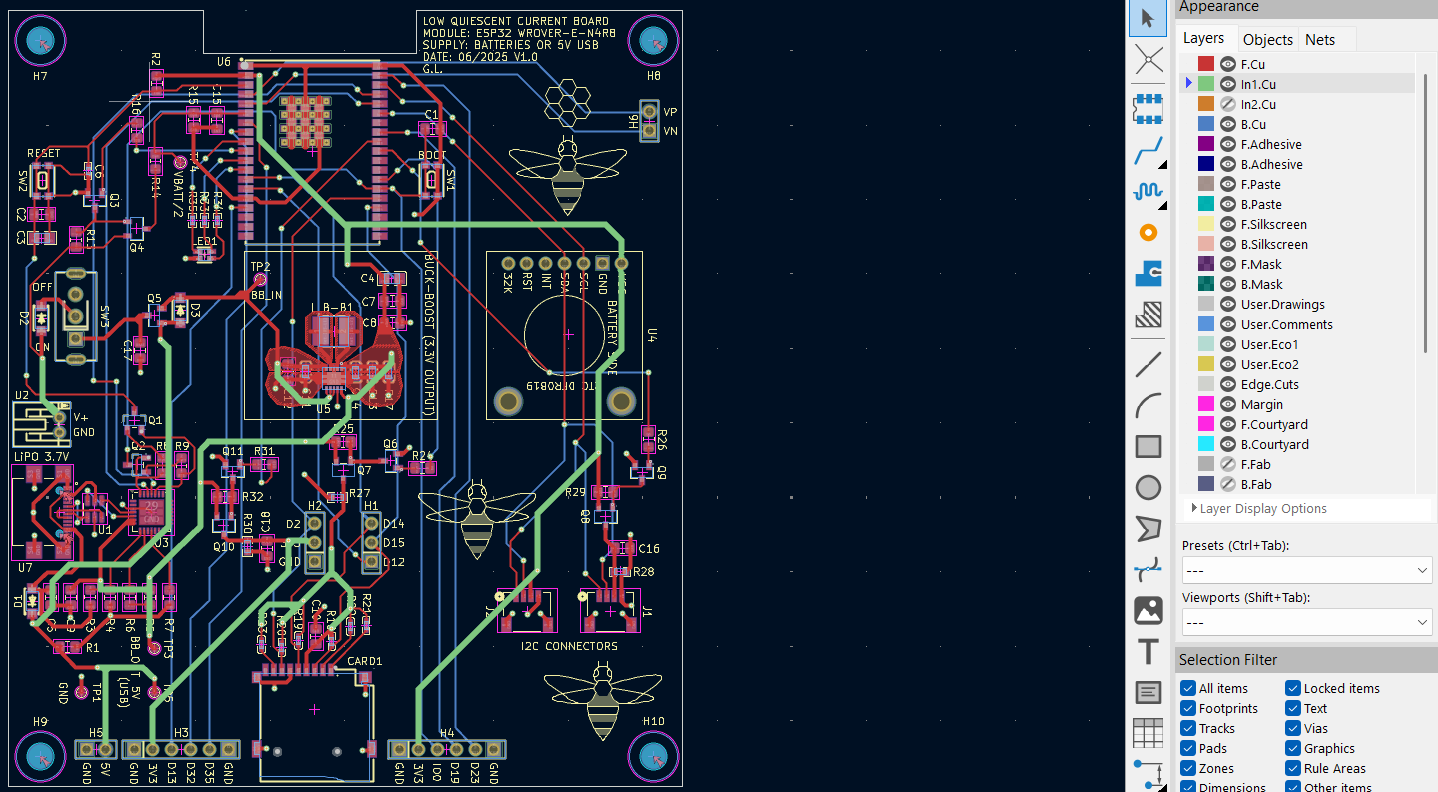 LOW QUIESCENT CURRENT BOARD
MODULE: ESP32 WROVER-E-N4R8
SUPPLY: BATTERIES OR 5V USB
DATE: 06/2025 V1.0
G.L.
H7
H8
U6
R2
R16
R15
C15
C1
H6
VP
VN
RESET
SW2
C6
Q3
R14
VBATT/2
BOOT
SW1
C2
C3
R11
Q4
TP2
BB_IN
C4
C7
C8
BUCK-BOOST (3.3V OUTPUT)
32K
RST
INT
SDA
SCL
GND
VCC
BATTERY SIDE
U4
OFF
ON
SW3
D2
Q5
D3
C17
U5
U2
V+
GND
LiPO 3.7V
Q1
Q2
R9
29
GND
U1
U3
U7
Q11
R31
R25
Q6
Q7
R24
R32
R27
R30
C18
Q10
H2
H1
D2
GND
D14
D15
D12
R26
Q9
R29
Q8
C16
R28
J2
J1
I2C CONNECTORS
D1
R3
R4
R6
R7
R1
BB_O
TP3
GND
TP1
5V
(USB)
R20
R19
R21
CARD1
H9
H10
H5
H3
H4
GND
5V
GND
3V3
D13
D32
D35
GND
GND
3V3
IO0
D19
D23
GND
Appearance
Layers
Objects
Nets
F.Cu
In1.Cu
In2.Cu
B.Cu
F.Adhesive
B.Adhesive
F.Paste
B.Paste
F.Silkscreen
B.Silkscreen
F.Mask
B.Mask
User.Drawings
User.Comments
User.Eco1
User.Eco2
Edge.Cuts
Margin
F.Courtyard
B.Courtyard
F.Fab
B.Fab
Layer Display Options
Presets (Ctrl+Tab):
---
Viewports (Shift+Tab):
---
Selection Filter
All items
Locked items
Footprints
Text
Tracks
Vias
Pads
Graphics
Zones
Rule Areas
Dimensions
Other items